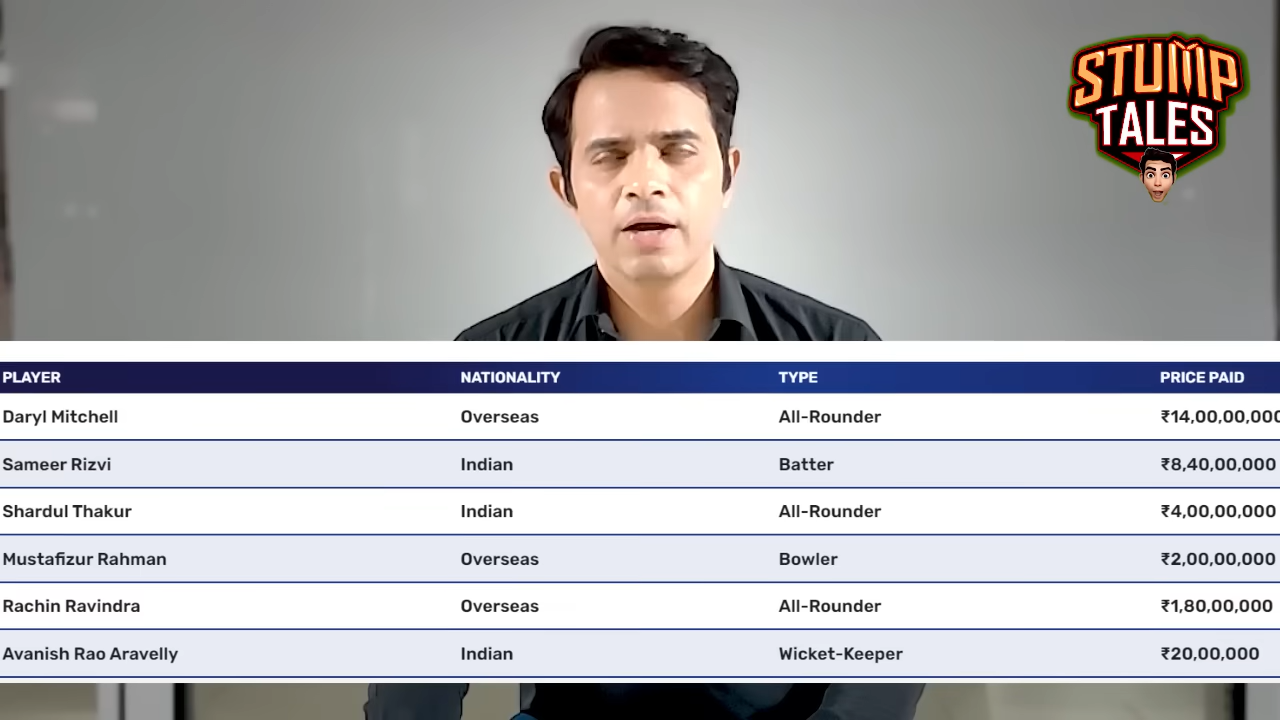 STUMP
TALES
PLAYER NATIONALITY TYPE PRICE PAID
Daryl Mitchell Overseas All-Rounder ₹14,00,00,000
Sameer Rizvi Indian Batter ₹8,40,00,000
Shardul Thakur Indian All-Rounder ₹4,00,00,000
Mustafizur Rahman Overseas Bowler ₹2,00,00,000
Rachin Ravindra Overseas All-Rounder ₹1,80,00,000
Avanish Rao Aravelly Indian Wicket-Keeper ₹20,00,000